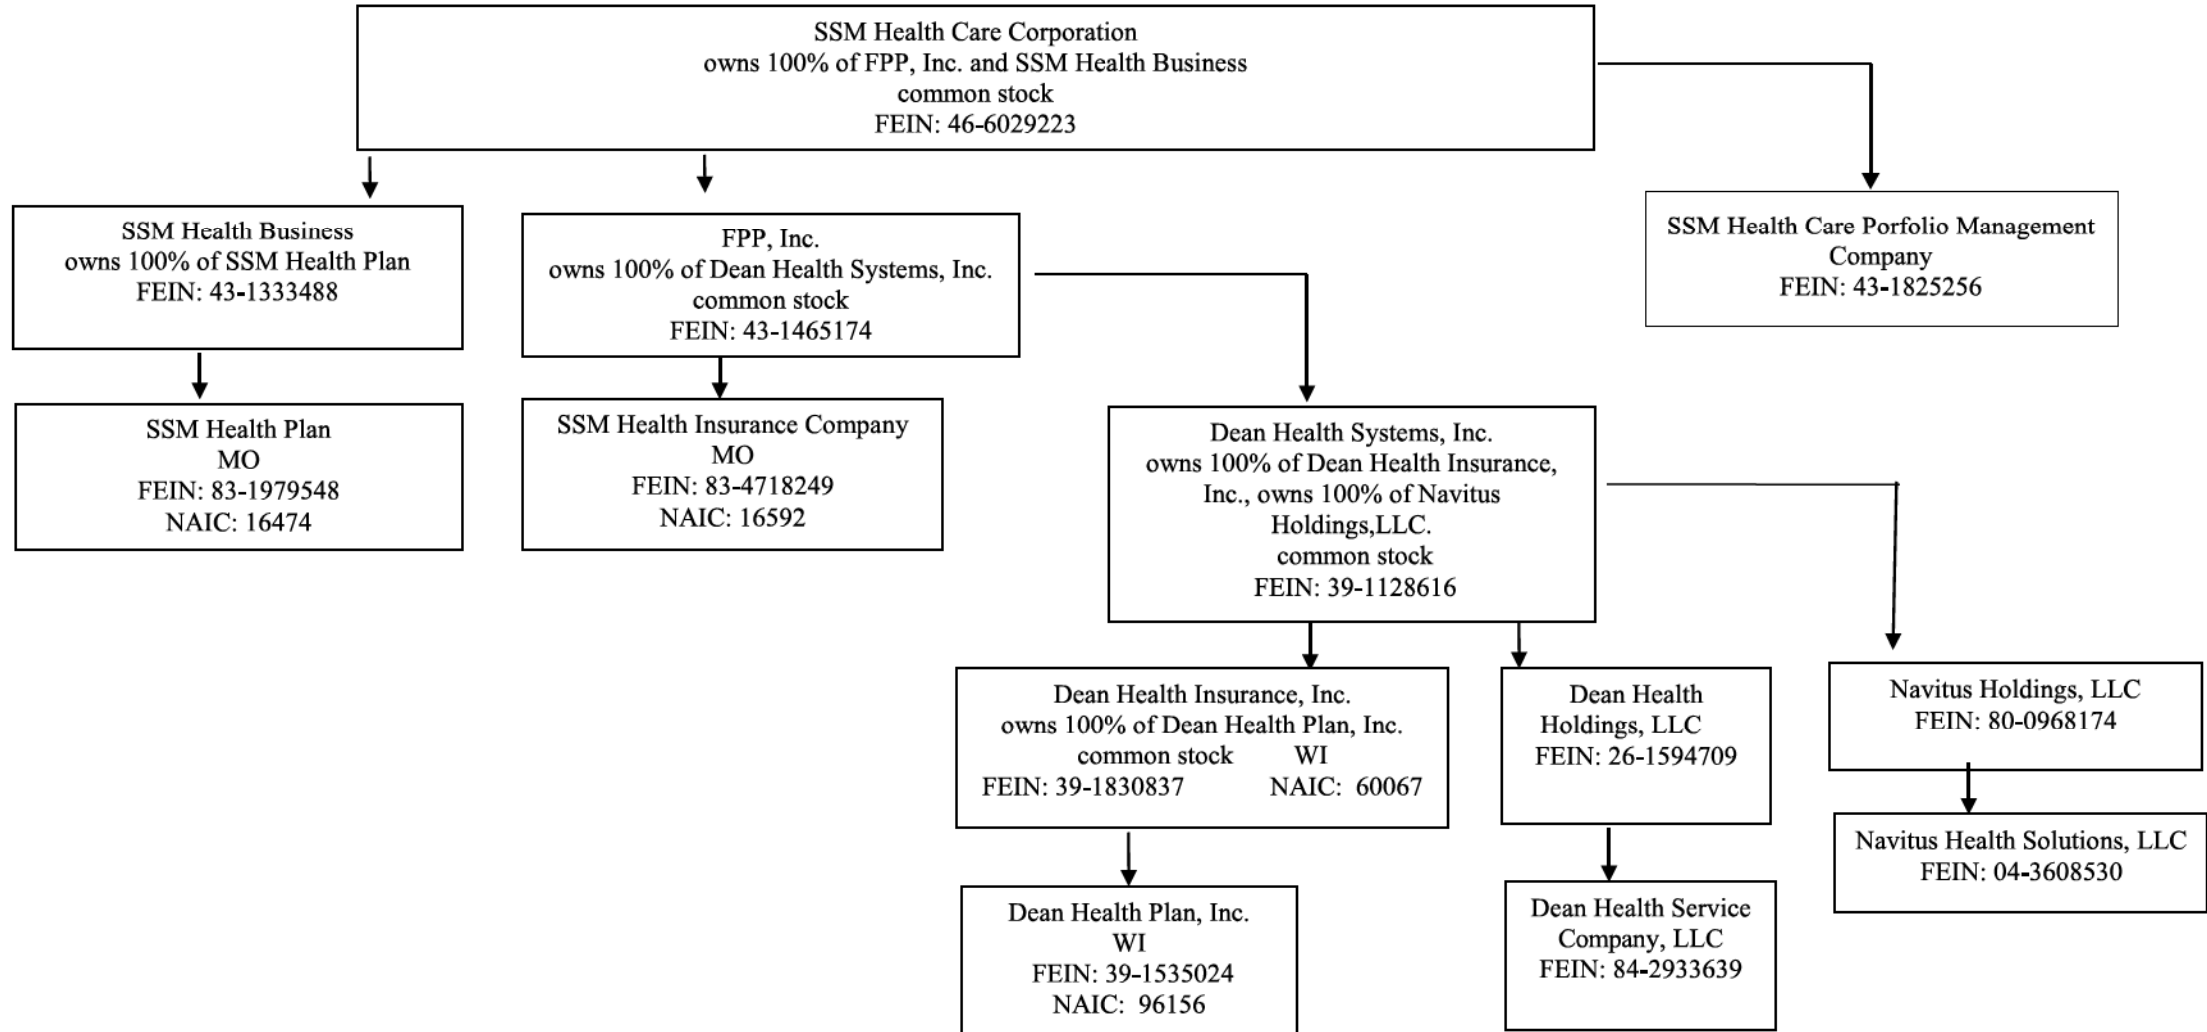 SSM Health Care Corporation
owns 100% of FPP, Inc. and SSM Health Business
common stock
FEIN: 46-6029223
SSM Health Business
owns 100% of SSM Health Plan
FEIN: 43-1333488
FPP, Inc.
owns 100% of Dean Health Systems, Inc.
common stock
FEIN: 43-1465174
SSM Health Care Porfolio Management
Company
FEIN: 43-1825256
SSM Health Plan
MO
FEIN: 83-1979548
NAIC: 16474
SSM Health Insurance Company
MO
FEIN: 83-4718249
NAIC: 16592
Dean Health Systems, Inc.
owns 100% of Dean Health Insurance,
Inc., owns 100% of Navitus
Holdings,LLC.
common stock
FEIN: 39-1128616
Dean Health Insurance, Inc.
owns 100% of Dean Health Plan, Inc.
common stock WI
FEIN: 39-1830837 NAIC: 60067
Dean Health
Holdings, LLC
FEIN: 26-1594709
Navitus Holdings, LLC
FEIN: 80-0968174
Navitus Health Solutions, LLC
FEIN: 04-3608530
Dean Health Plan, Inc.
WI
FEIN: 39-1535024
NAIC: 96156
Dean Health Service
Company, LLC
FEIN: 84-2933639